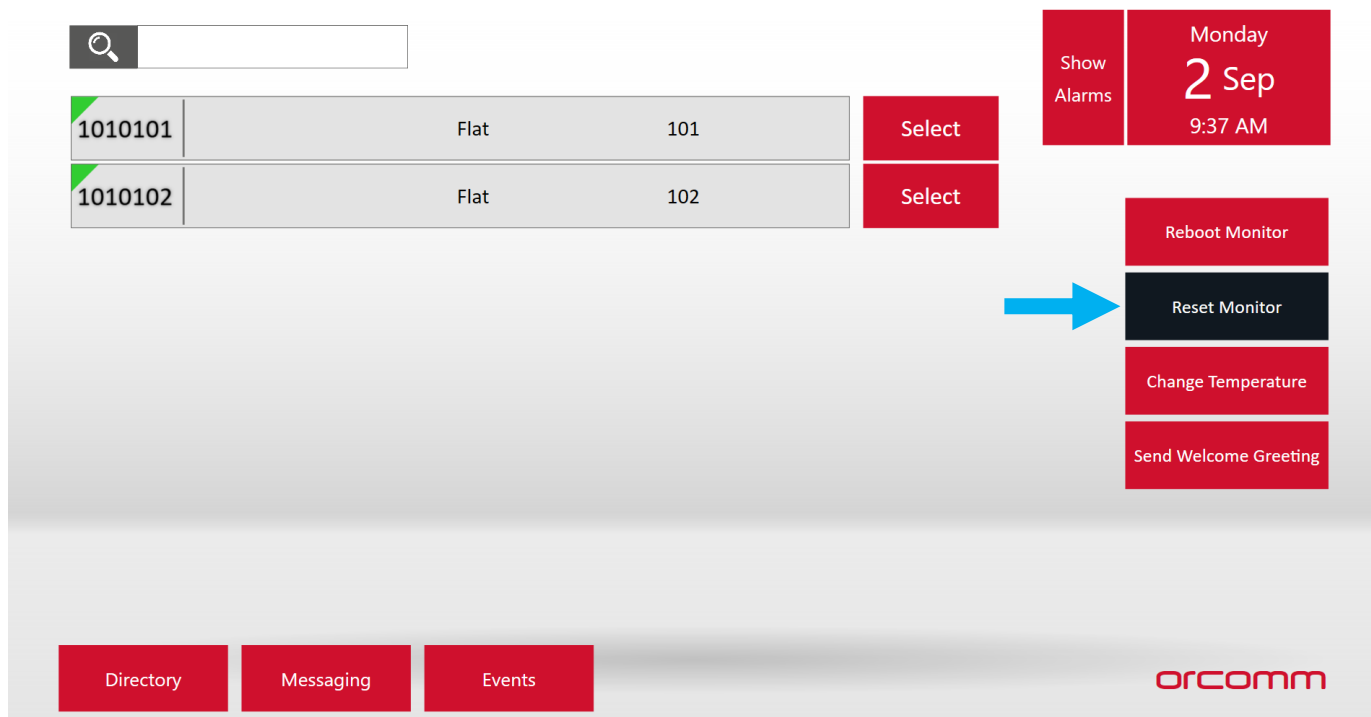 Show
Alarms
Monday
2 Sep
9:37 AM
1010101 Flat 101 Select
1010102 Flat 102 Select
Reboot Monitor
Reset Monitor
Change Temperature
Send Welcome Greeting
Directory Messaging Events
orcomm